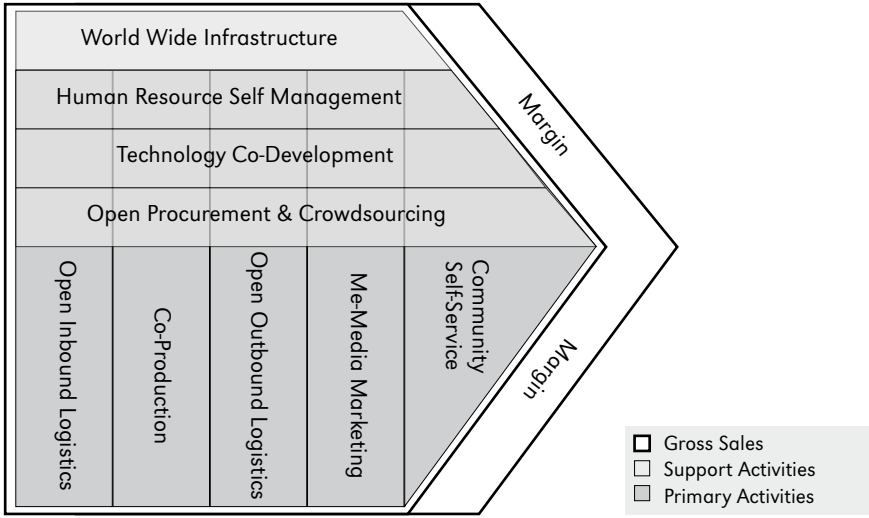 World Wide Infrastructure
Human Resource Self Management
Technology Co-Development
Open Procurement & Crowdsourcing
Open Inbound Logistics
Co-Production
Open Outbound Logistics
Me-Media Marketing
Community
Self-Service
Margin
Margin
Gross Sales
Support Activities
Primary Activities